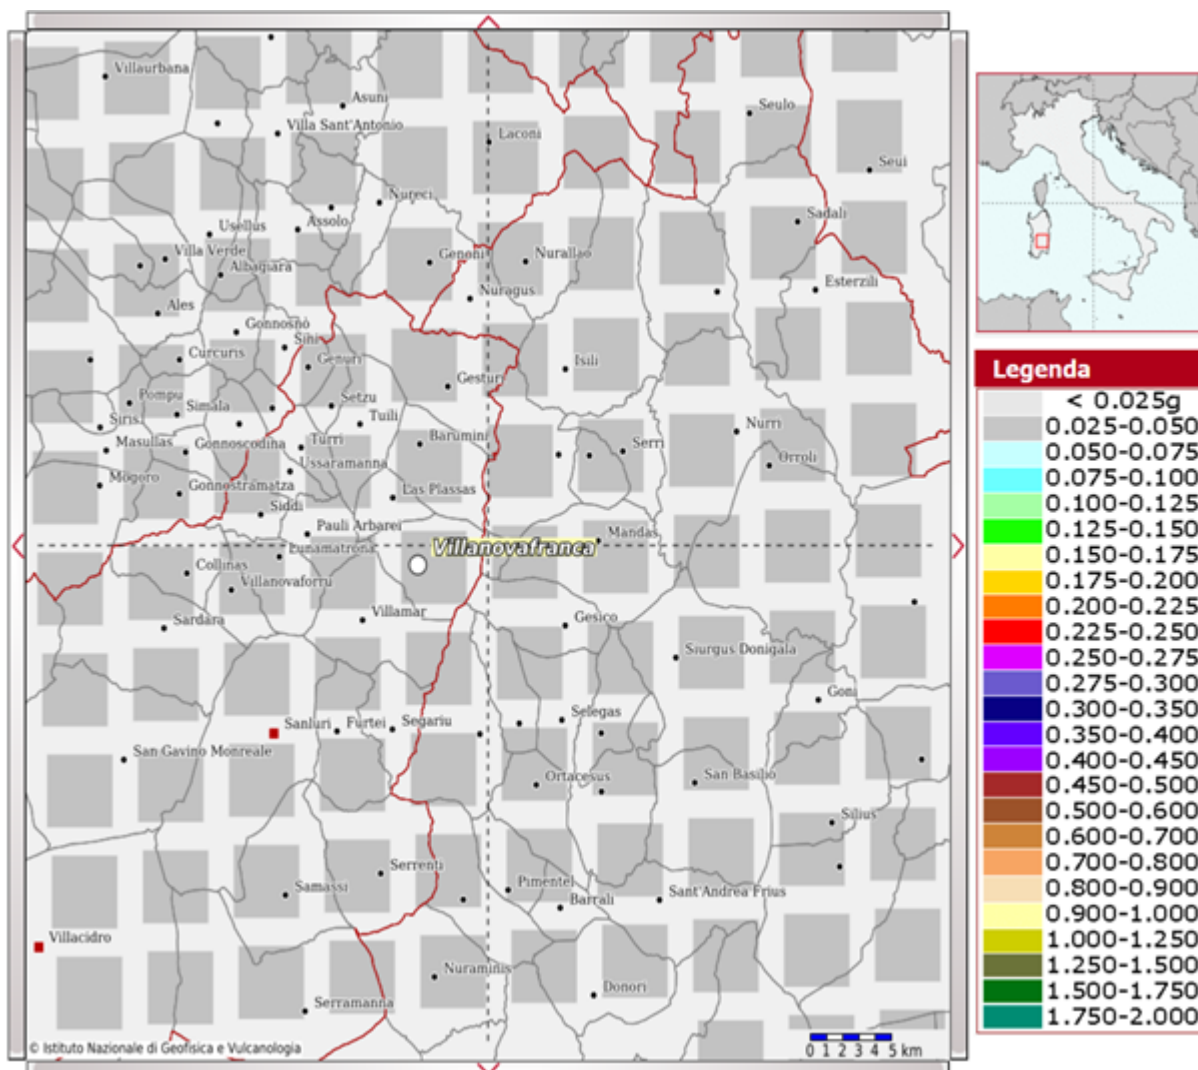 Villaurbana
Asuni
Villa Sant'Antonio
Laconi
Seulo
Seui
Nureci
Assolo
Usellus
Sadali
Villa Verde
Albagiara
Genoni
Nurallao
Nuragus
Esterzili
Ales
Gonnosnò
Sini
Curcuris
Genuri
Isili
Gesturi
Pompu
Simala
Setzu
Siris
Tuili
Nurri
Masullas
Gonnoscodina
Turri
Barumini
Serri
Ussaramanna
Orroli
Mogoro
Gonnostramatza
Las Plassas
Siddi
Pauli Arbarei
Mandas
Lunamatrona
Villanovafranca
Collinas
Villanovaforru
Villamar
Sardara
Gesico
Siurgus Donigala
Goni
Sanluri
Furtei
Segariu
Selegas
San Gavino Monreale
Ortacesus
San Basilio
Silius
Serrenti
Samassi
Pimentel
Barrali
Sant'Andrea Frius
Villacidro
Nuraminis
Donori
Serramanna
© Istituto Nazionale di Geofisica e Vulcanologia
0 1 2 3 4 5 km
Legenda
< 0.025g
0.025-0.050
0.050-0.075
0.075-0.100
0.100-0.125
0.125-0.150
0.150-0.175
0.175-0.200
0.200-0.225
0.225-0.250
0.250-0.275
0.275-0.300
0.300-0.350
0.350-0.400
0.400-0.450
0.450-0.500
0.500-0.600
0.600-0.700
0.700-0.800
0.800-0.900
0.900-1.000
1.000-1.250
1.250-1.500
1.500-1.750
1.750-2.000